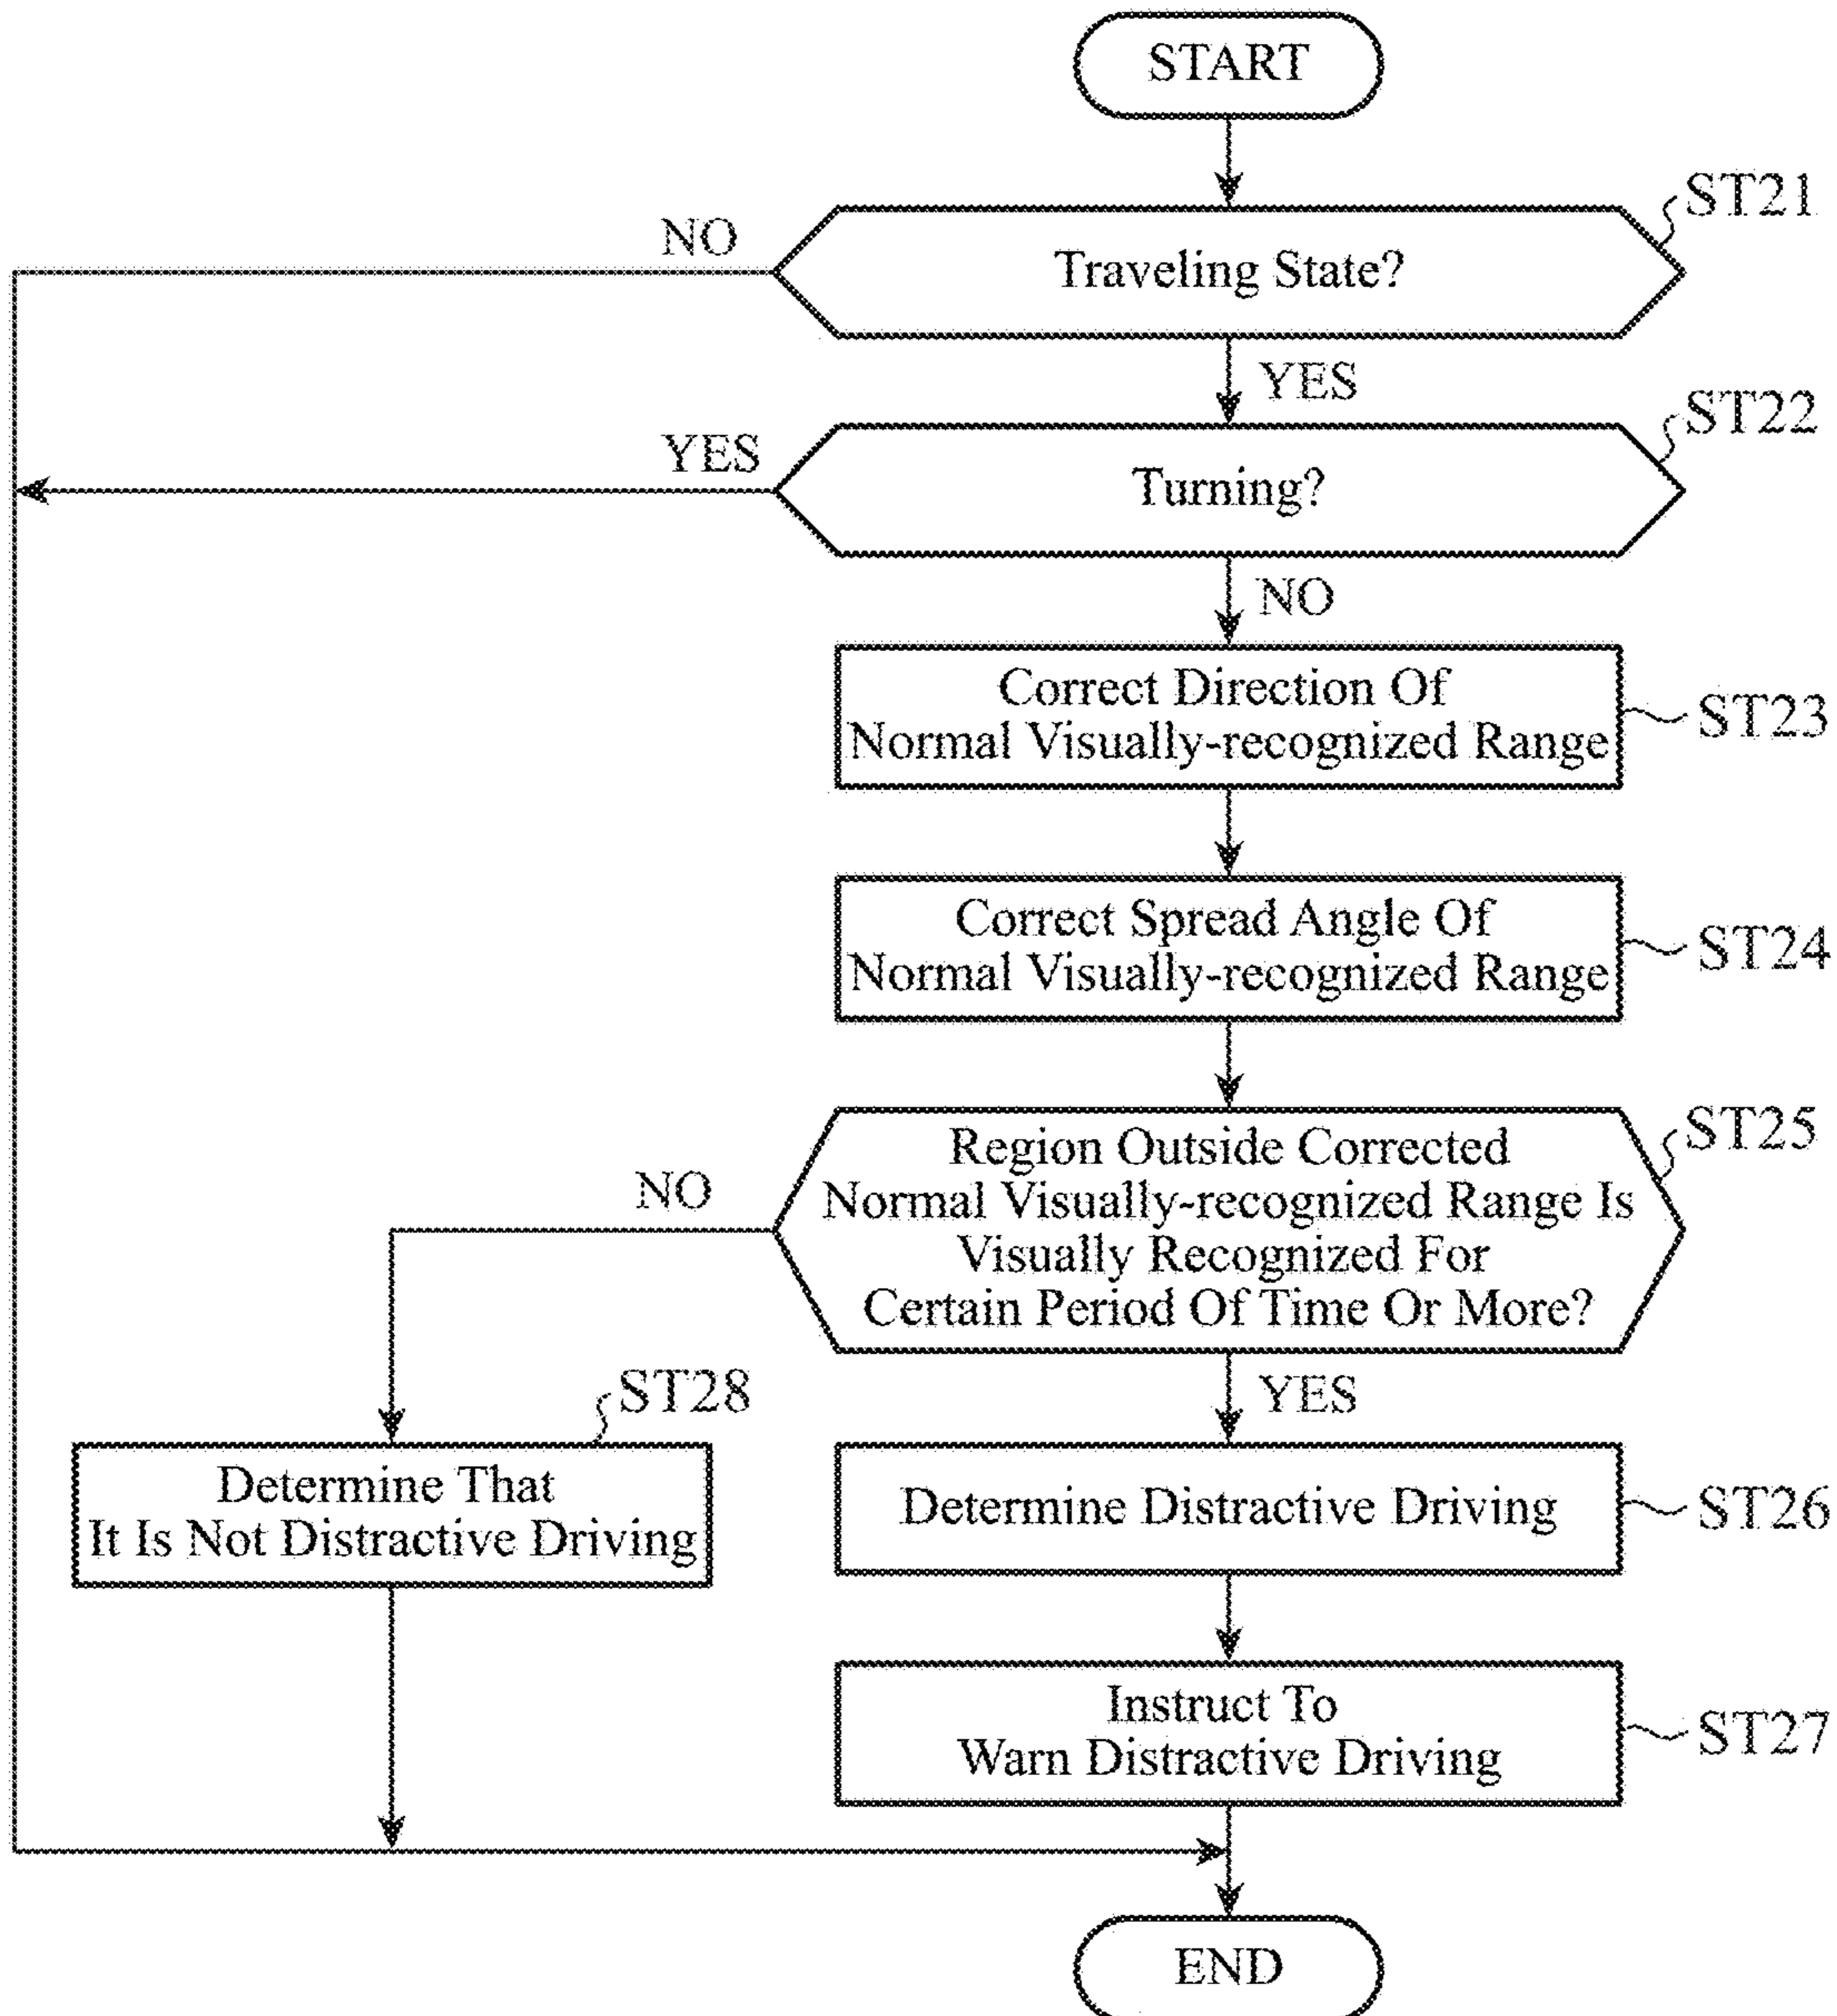 START
ST21
NO
Traveling State?
YES
ST22
YES
Turning?
NO
Correct Direction Of
Normal Visually-recognized Range
ST23
Correct Spread Angle Of
Normal Visually-recognized Range
ST24
ST25
Region Outside Corrected
Normal Visually-recognized Range Is
Visually Recognized For
Certain Period Of Time Or More?
NO
YES
ST28
Determine That
It Is Not Distractive Driving
Determine Distractive Driving
ST26
Instruct To
Warn Distractive Driving
ST27
END